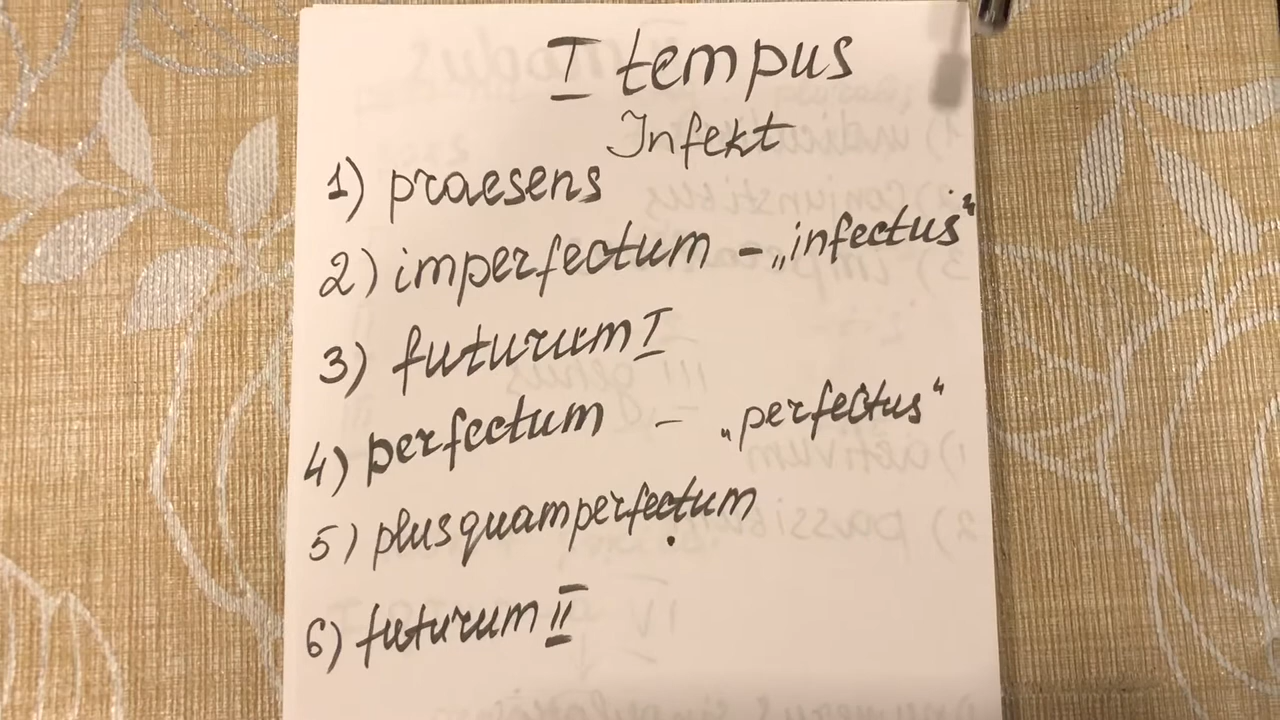 I tempus
Infekt
1) praesens
2) imperfectum - „infectus“
3) futurum I
4) perfectum - „perfectus“
5) plusquamperfectum
6) futurum II